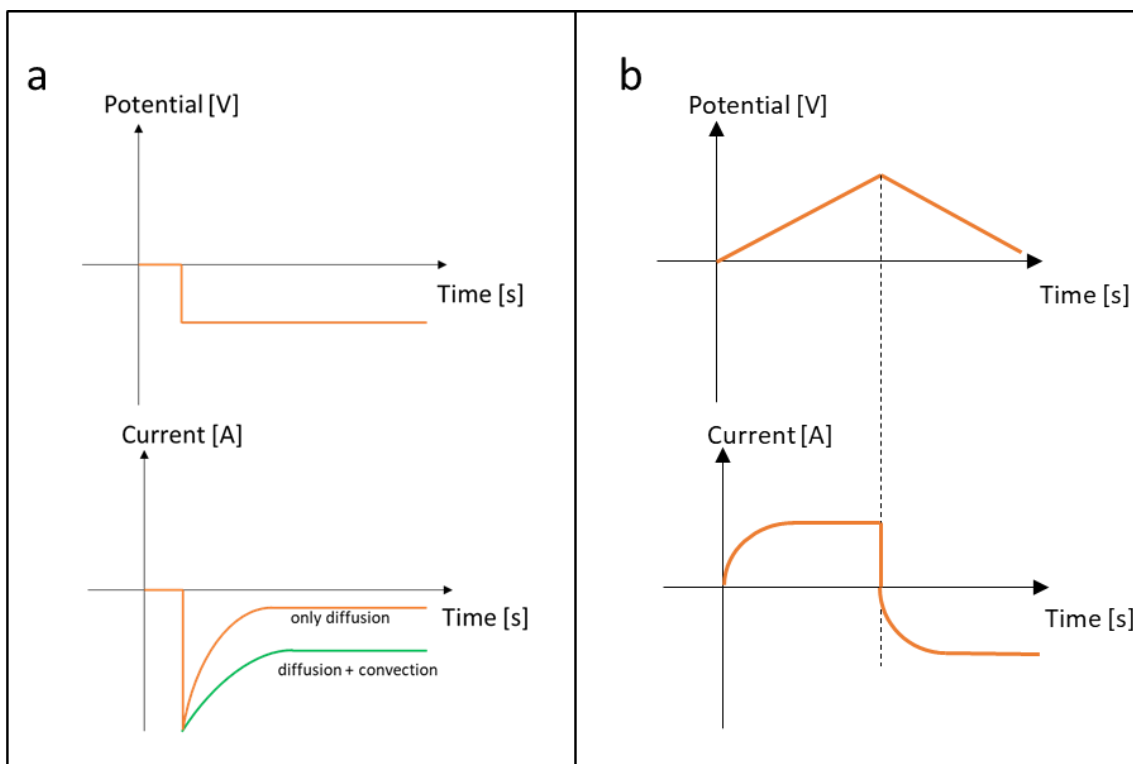 a
Potential [V]
Time [s]
Current [A]
only diffusion
Time [s]
diffusion + convection
b
Potential [V]
Time [s]
Current [A]
Time [s]